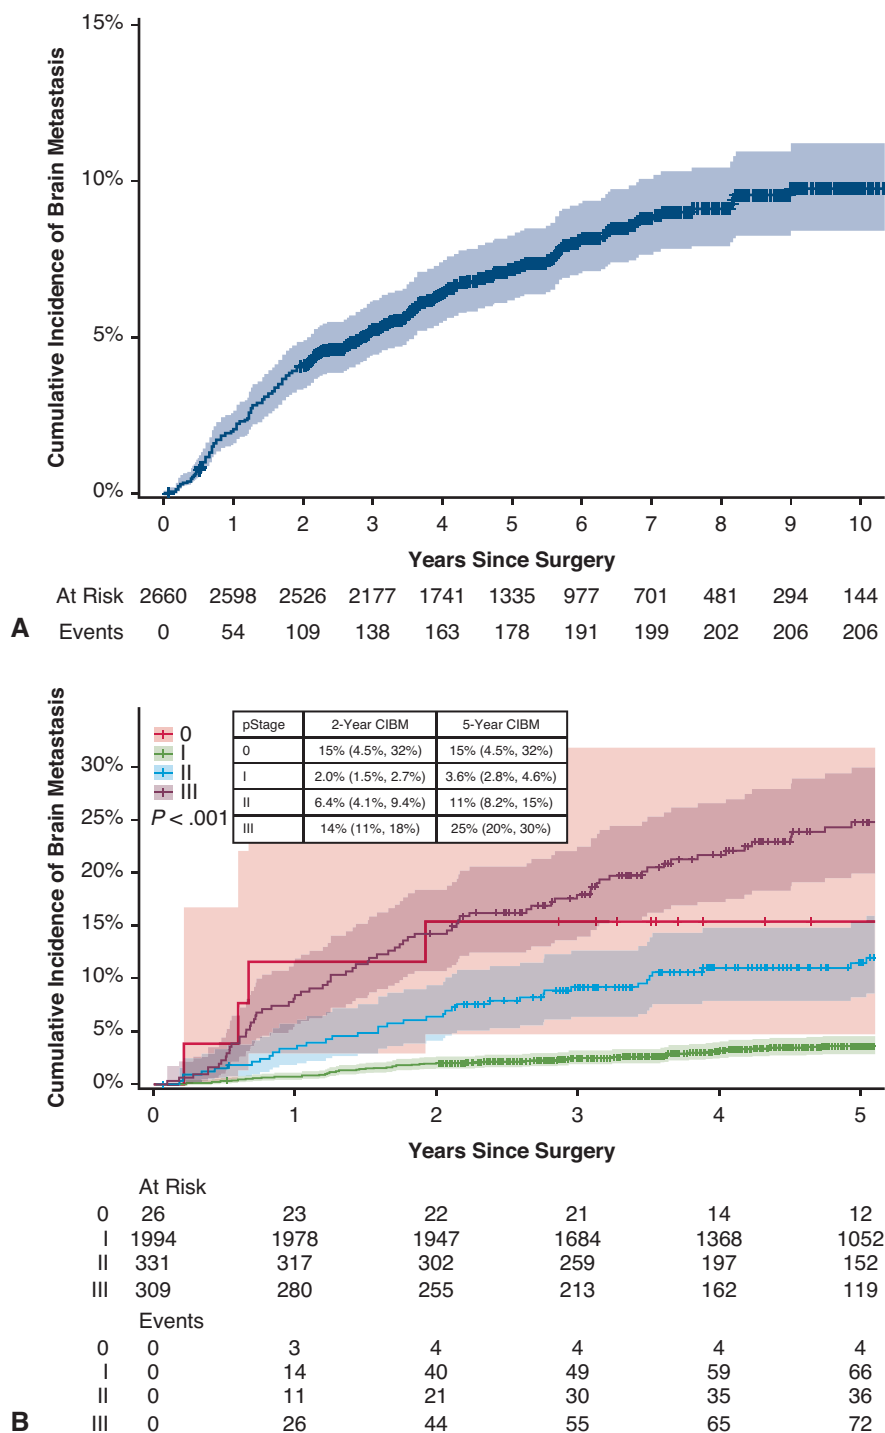 15%
10%
5%
0%
Cumulative Incidence of Brain Metastasis
0 1 2 3 4 5 6 7 8 9 10
Years Since Surgery
At Risk 2660 2598 2526 2177 1741 1335 977 701 481 294 144
Events 0 54 109 138 163 178 191 199 202 206 206
A
30%
25%
20%
15%
10%
5%
0%
Cumulative Incidence of Brain Metastasis
0
I
II
III
P < .001
pStage 2-Year CIBM 5-Year CIBM
0 15% (4.5%, 32%) 15% (4.5%, 32%)
I 2.0% (1.5%, 2.7%) 3.6% (2.8%, 4.6%)
II 6.4% (4.1%, 9.4%) 11% (8.2%, 15%)
III 14% (11%, 18%) 25% (20%, 30%)
0 1 2 3 4 5
Years Since Surgery
At Risk
0 26 23 22 21 14 12
I 1994 1978 1947 1684 1368 1052
II 331 317 302 259 197 152
III 309 280 255 213 162 119
Events
0 0 3 4 4 4 4
I 0 14 40 49 59 66
II 0 11 21 30 35 36
III 0 26 44 55 65 72
B